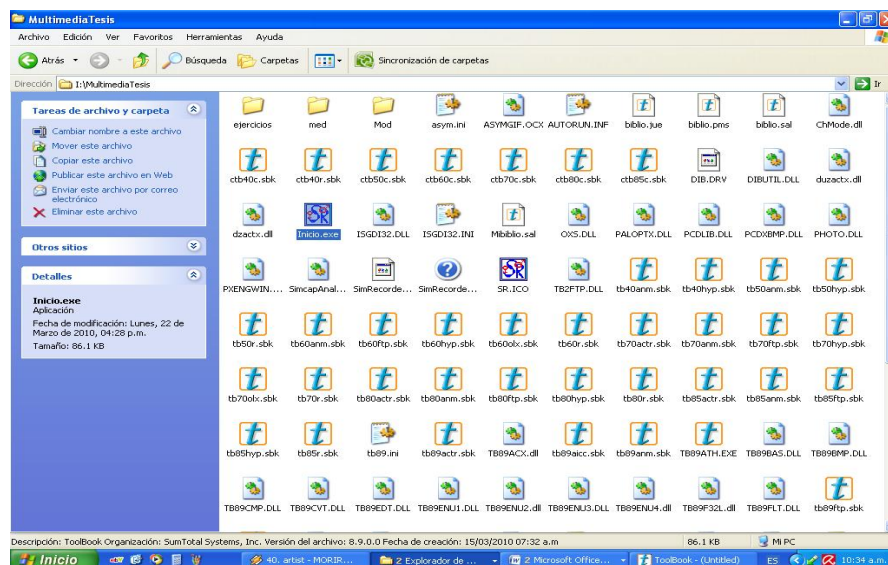 MultimediaTesis
Archivo Edición Ver Favoritos Herramientas Ayuda
Atrás Búsqueda Carpetas Sincronización de carpetas
Dirección I:\MultimediaTesis Ir
Tareas de archivo y carpeta
Cambiar nombre a este archivo
Mover este archivo
Copiar este archivo
Publicar este archivo en Web
Enviar este archivo por correo
electrónico
Eliminar este archivo
Otros sitios
Detalles
Inicio.exe
Aplicación
Fecha de modificación: Lunes, 22 de
Marzo de 2010, 04:28 p.m.
Tamaño: 86.1 KB
ejercicios med Mod asym.ini ASYMGIF.OCX AUTORUN.INF biblio.jue biblio.pms biblio.sal ChMode.dll
ctb40c.sbk ctb40r.sbk ctb50c.sbk ctb60c.sbk ctb70c.sbk ctb80c.sbk ctb85c.sbk DIB.DRV DIBUTIL.DLL duzactx.dll
dzactx.dll Inicio.exe ISGDI32.DLL ISGDI32.INI Mibiblio.sal OXS.DLL PALOPTX.DLL PCDLIB.DLL PCDXBMP.DLL PHOTO.DLL
PXENGWIN.... SimcapAnal... SimRecorde... SimRecorde... SR.ICO TB2FTP.DLL tb40anm.sbk tb40hyp.sbk tb50anm.sbk tb50hyp.sbk
tb50r.sbk tb60anm.sbk tb60ftp.sbk tb60hyp.sbk tb60olx.sbk tb60r.sbk tb70actr.sbk tb70anm.sbk tb70ftp.sbk tb70hyp.sbk
tb70olx.sbk tb70r.sbk tb80actr.sbk tb80anm.sbk tb80ftp.sbk tb80hyp.sbk tb80r.sbk tb85actr.sbk tb85anm.sbk tb85ftp.sbk
tb85hyp.sbk tb85r.sbk tb89.ini tb89actr.sbk TB89ACX.dll tb89aicc.sbk tb89anm.sbk TB89ATH.EXE TB89BAS.DLL TB89BMP.DLL
TB89CMP.DLL TB89CVT.DLL TB89EDT.DLL TB89ENU1.DLL TB89ENU2.dll TB89ENU3.DLL TB89ENU4.dll TB89F32L.dll TB89FLT.DLL tb89ftp.sbk
Descripción: ToolBook Organización: SumTotal Systems, Inc. Versión del archivo: 8.9.0.0 Fecha de creación: 15/03/2010 07:32 a.m 86.1 KB Mi PC
Inicio 40. artist - MORIR... 2 Explorador de ... 2 Microsoft Office... ToolBook - (Untitled) ES 10:34 a.m.